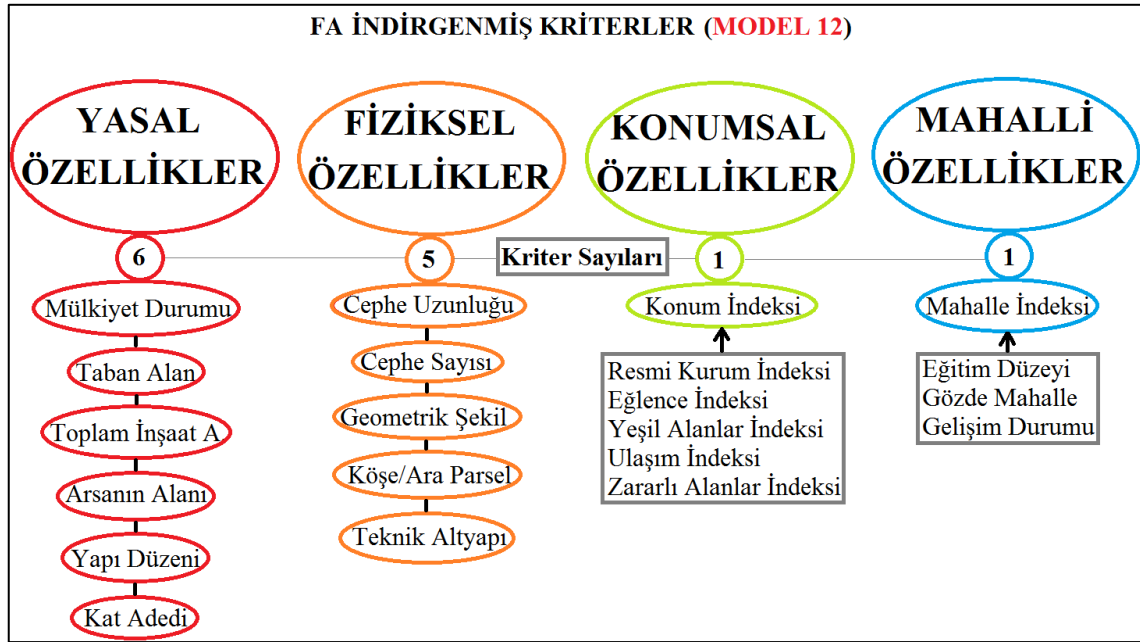 FA İNDİRGENMİŞ KRİTERLER (MODEL 12)
YASAL
ÖZELLİKLER
FİZİKSEL
ÖZELLİKLER
KONUMSAL
ÖZELLİKLER
MAHALLİ
ÖZELLİKLER
6
5
Kriter Sayıları
1
1
Mülkiyet Durumu
Taban Alan
Toplam İnşaat A.
Arsanın Alanı
Yapı Düzeni
Kat Adedi
Cephe Uzunluğu
Cephe Sayısı
Geometrik Şekil
Köşe/Ara Parsel
Teknik Altyapı
Konum İndeksi
Resmi Kurum İndeksi
Eğlence İndeksi
Yeşil Alanlar İndeksi
Ulaşım İndeksi
Zararlı Alanlar İndeksi
Mahalle İndeksi
Eğitim Düzeyi
Gözde Mahalle
Gelişim Durumu